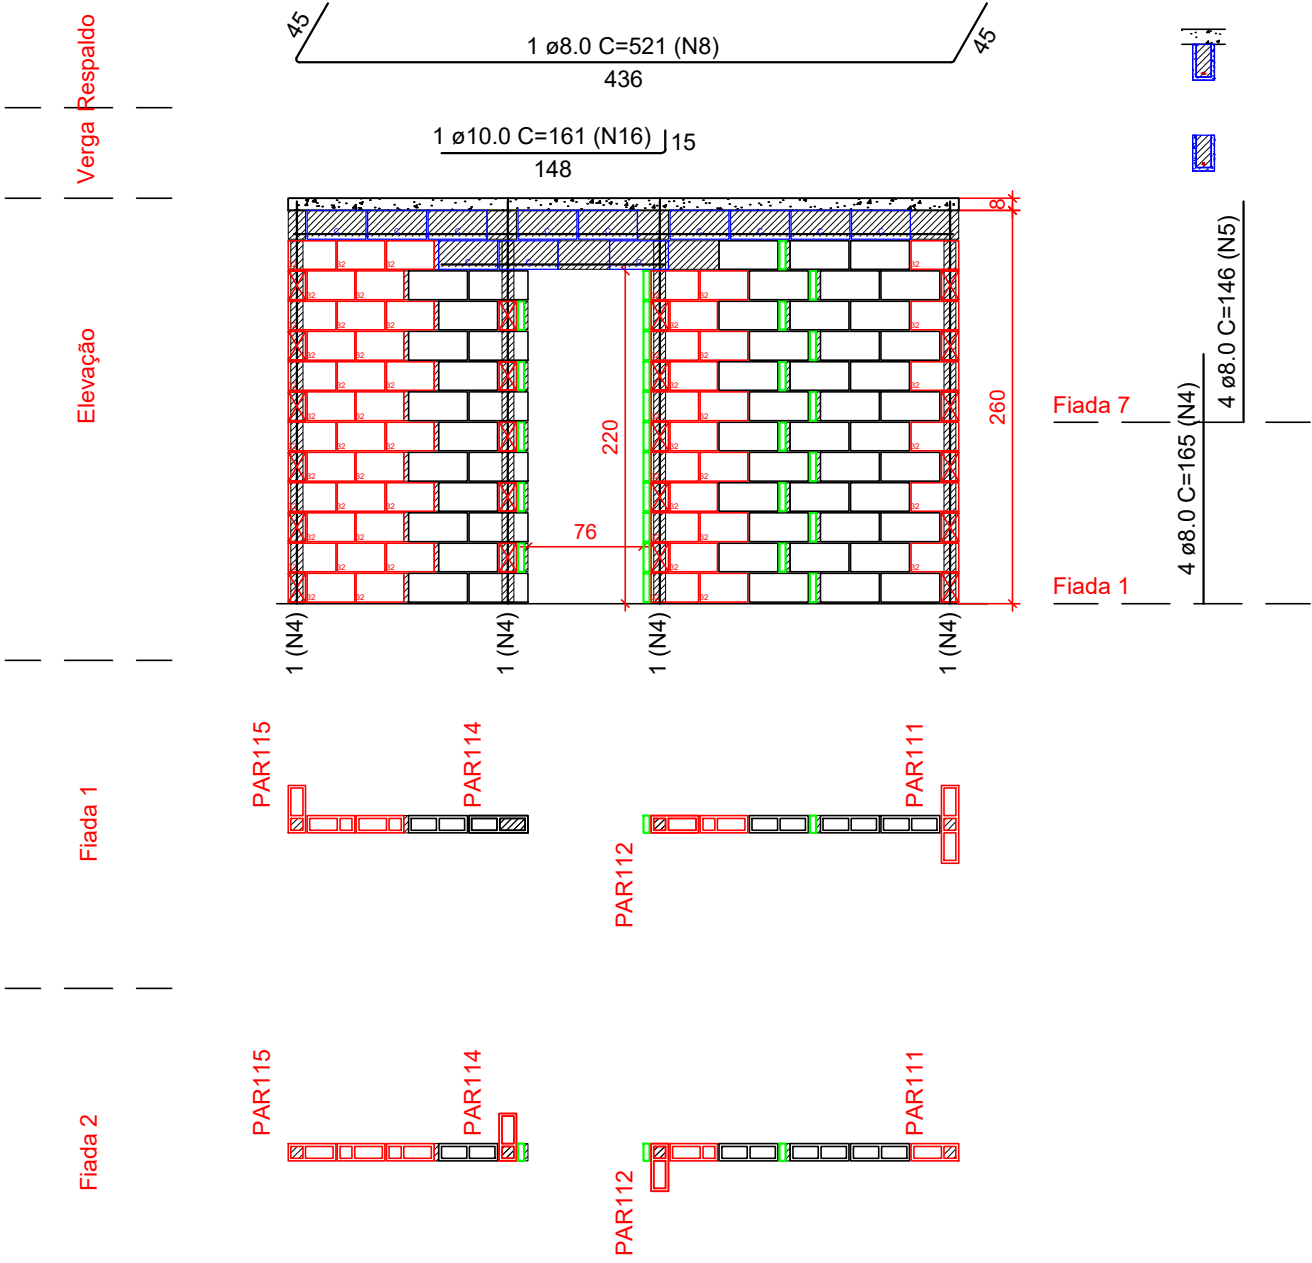 45
1 ø8.0 C=521 (N8)
436
45
Respaldo
1 ø10.0 C=161 (N16)
15
148
Verga
8
Elevação
220
76
260
32
Fiada 7
Fiada 1
4 ø8.0 C=165 (N4)
4 ø8.0 C=146 (N5)
1 (N4)
1 (N4)
1 (N4)
1 (N4)
Fiada 1
PAR115
PAR114
PAR112
PAR111
Fiada 2
PAR115
PAR114
PAR112
PAR111